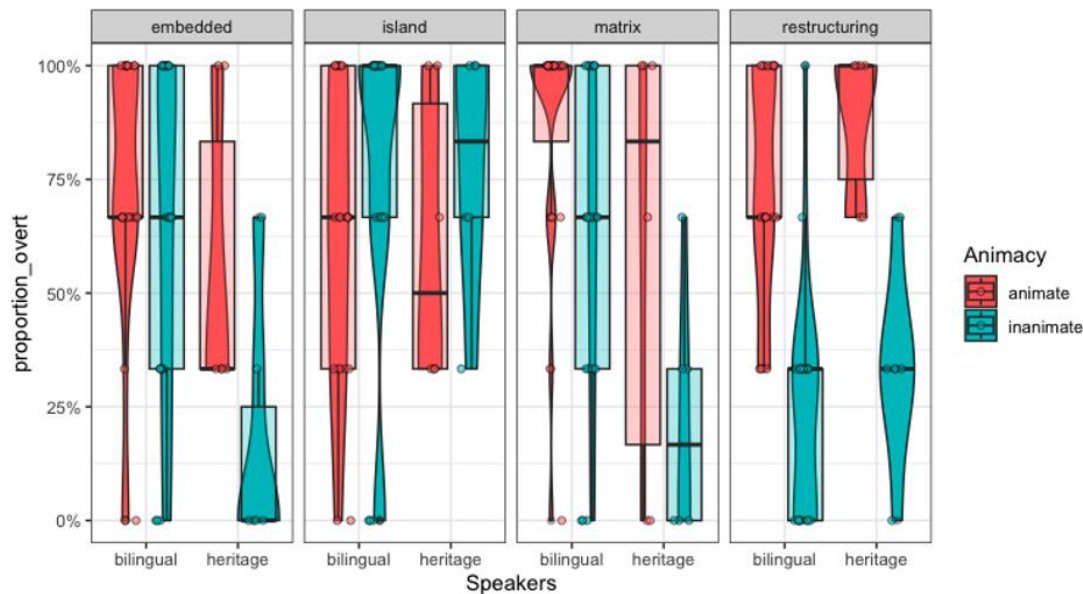 embedded island matrix restructuring
100%
75%
50%
25%
0%
proportion_overt
bilingual heritage bilingual heritage bilingual heritage bilingual heritage
Speakers
Animacy
animate
inanimate